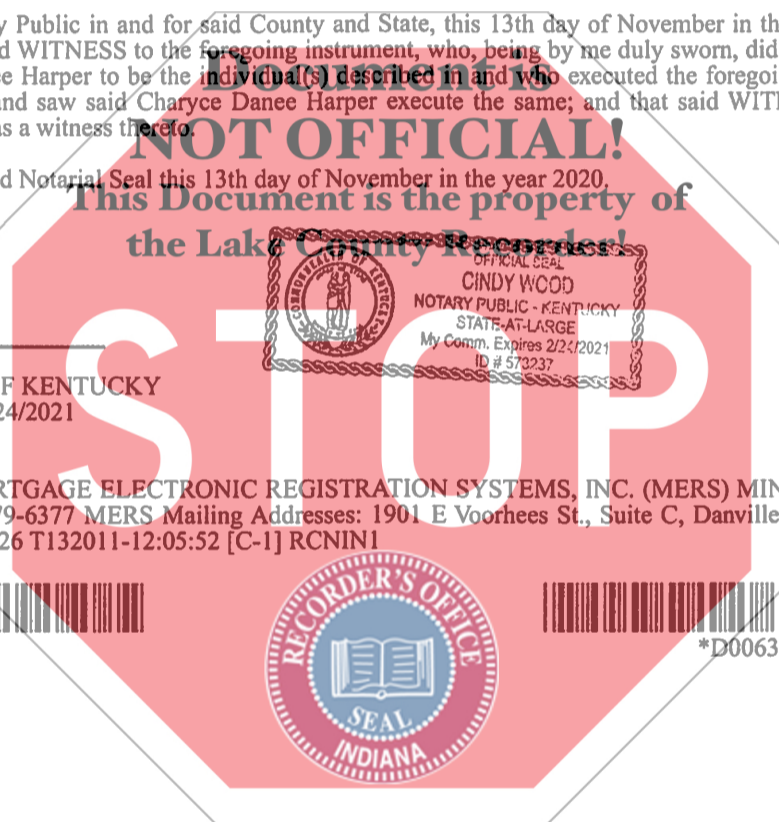 y Public in and for said County and State, this 13th day of November in th
d WITNESS to the foregoing instrument, who, being by me duly sworn, did
e Harper to be the individual(s) described in and who executed the foregoi
and saw said Charyce Danee Harper execute the same; and that said WIT
as a witness thereto.
Document is
NOT OFFICIAL!
d Notarial Seal this 13th day of November in the year 2020.
This Document is the property of
the Lake County Recorder!
COMMONWEALTH OF KENTUCKY
OFFICIAL SEAL
CINDY WOOD
NOTARY PUBLIC - KENTUCKY
STATE-AT-LARGE
My Comm. Expires 2/24/2021
ID # 573237
STOP
F KENTUCKY
24/2021
RTGAGE ELECTRONIC REGISTRATION SYSTEMS, INC. (MERS) MIN
79-6377 MERS Mailing Addresses: 1901 E Voorhees St., Suite C, Danville
26 T132011-12:05:52 [C-1] RCNIN1
*D0063
RECORDER'S OFFICE
SEAL
INDIANA